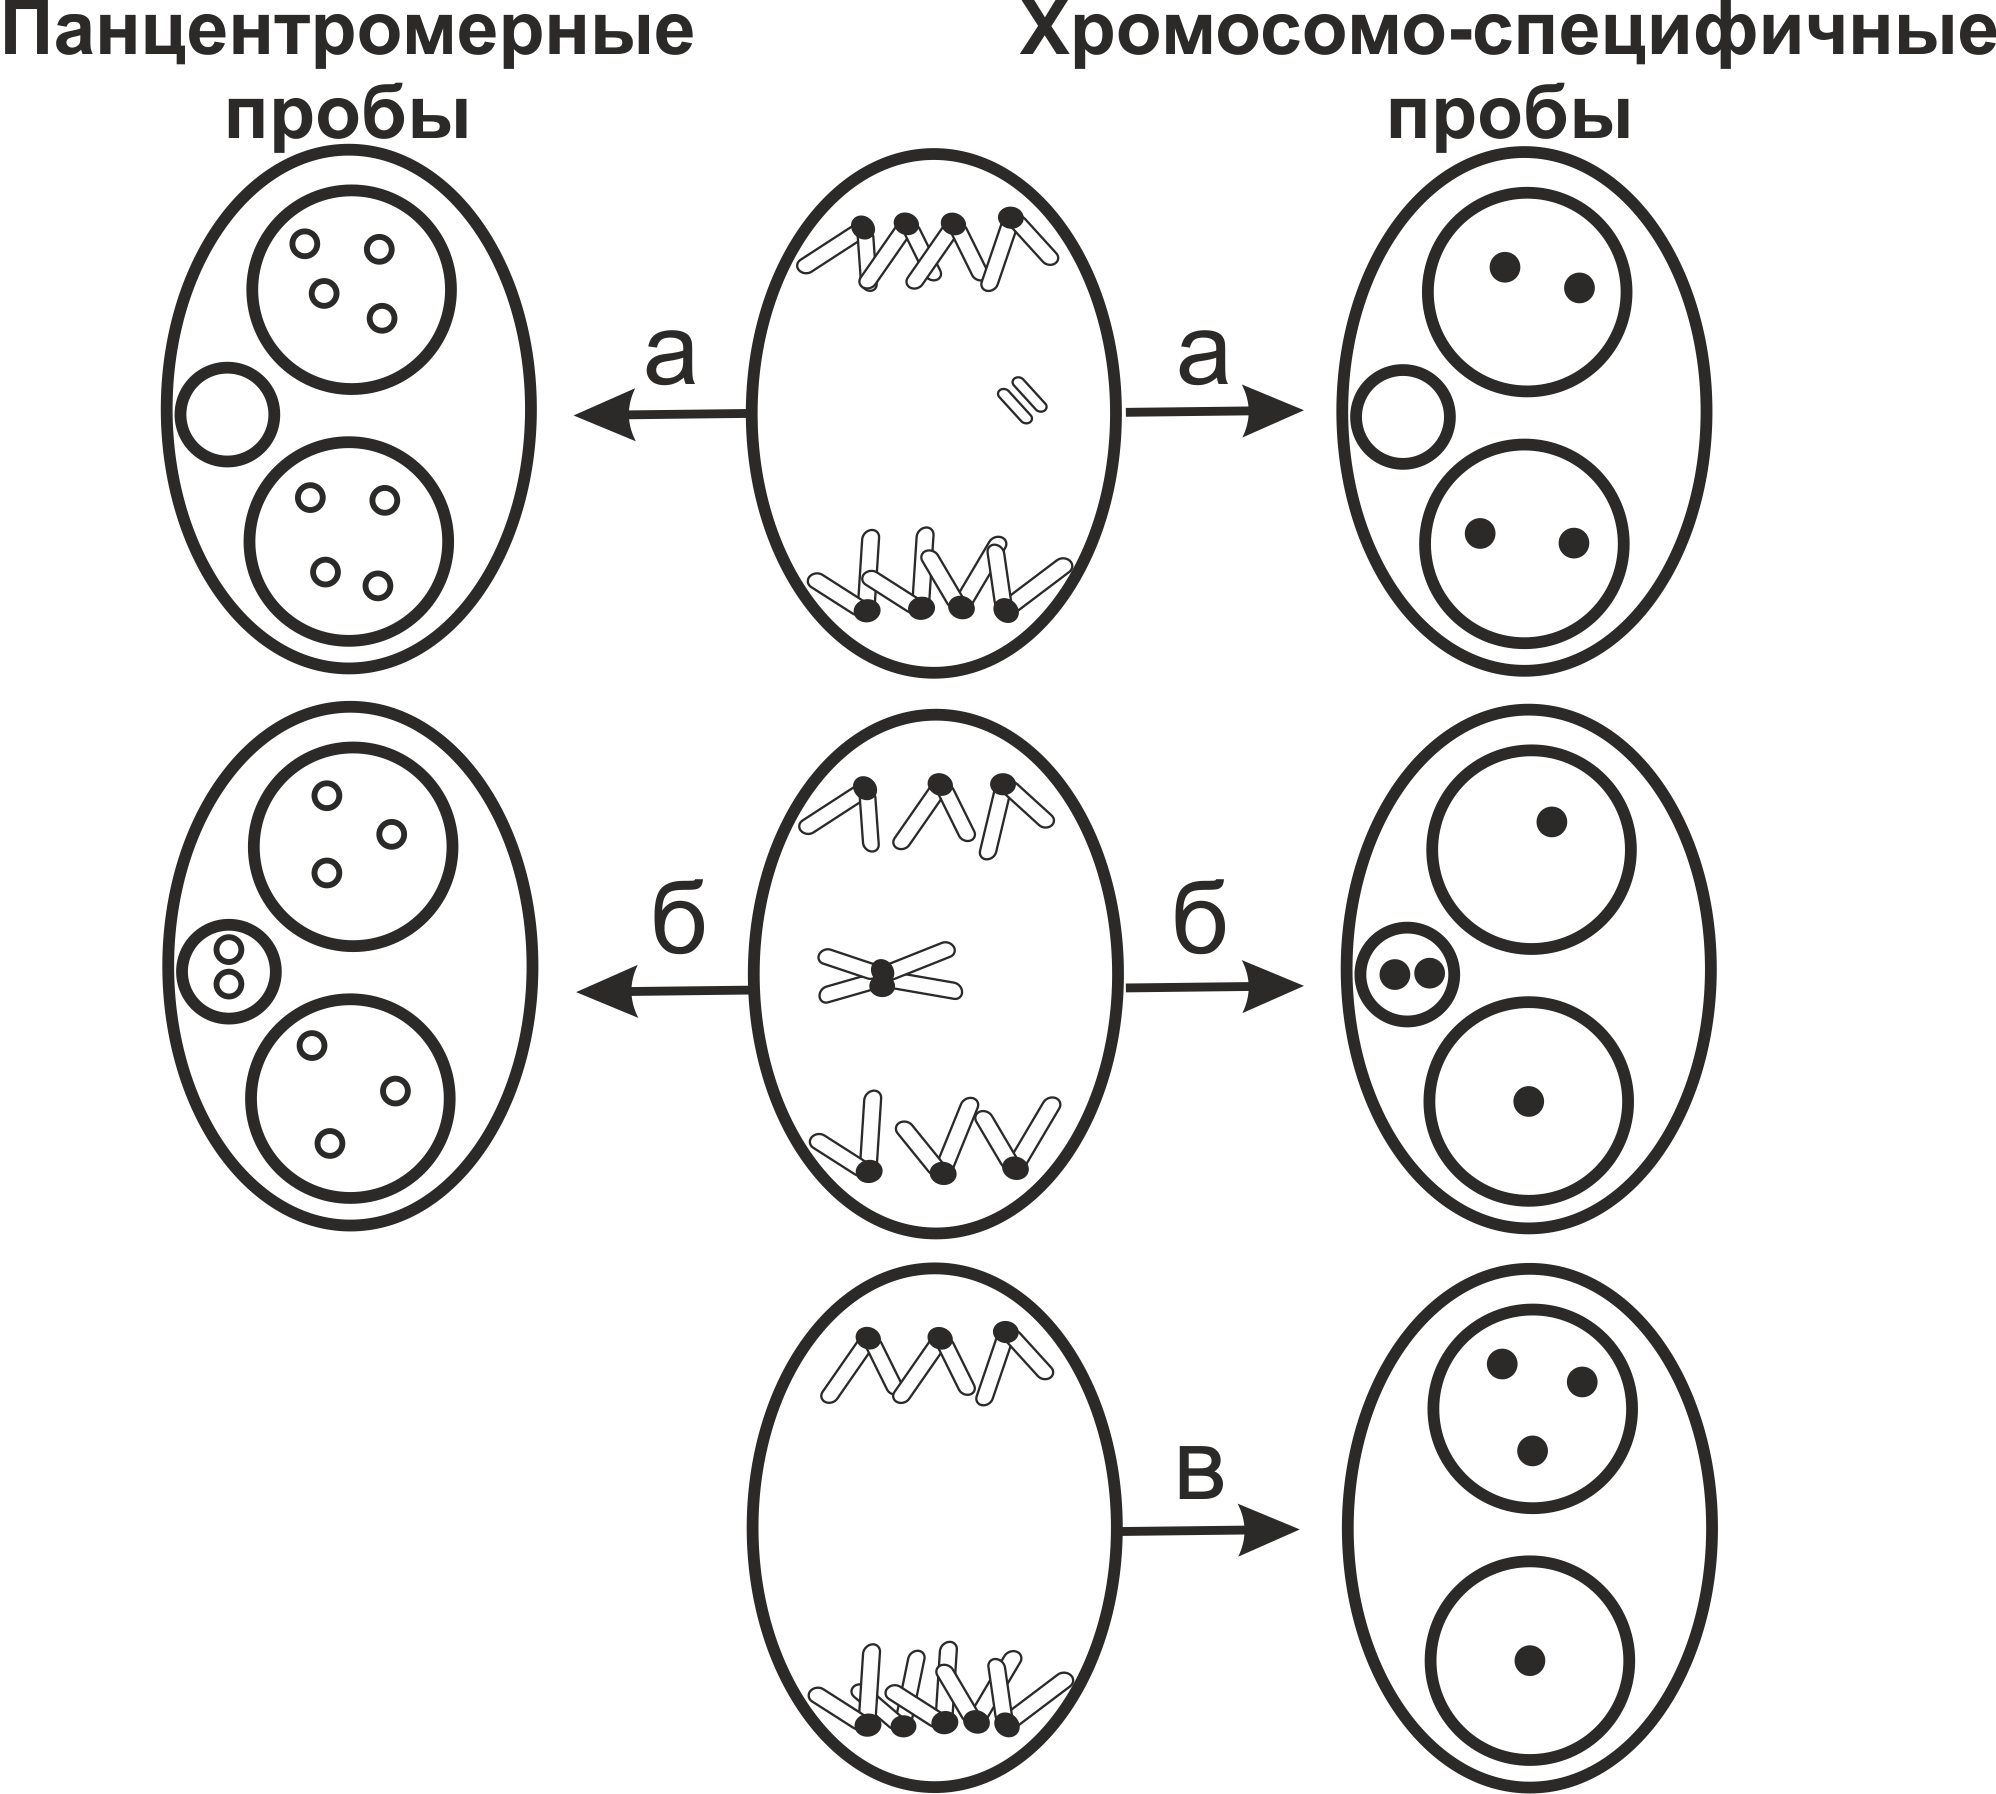 Панцентромерные
пробы
Хромосомо-специфичные
пробы
а
а
б
б
в